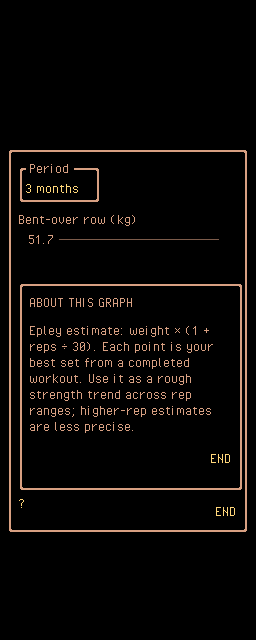 Period
3 months
Bent-over row (kg)
51.7
ABOUT THIS GRAPH
Epley estimate: weight × (1 +
reps ÷ 30). Each point is your
best set from a completed
workout. Use it as a rough
strength trend across rep
ranges; higher-rep estimates
are less precise.
END
?
END